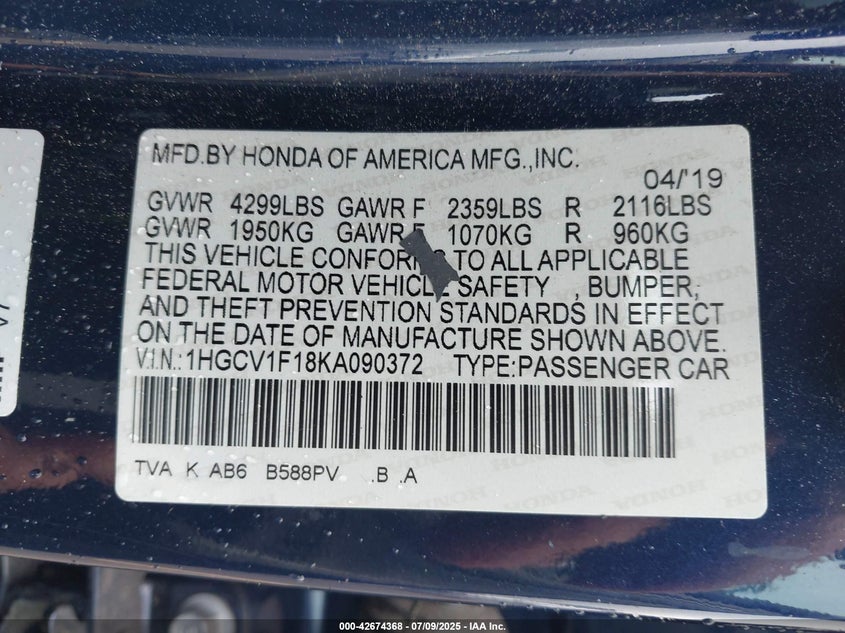 MFD.BY HONDA OF AMERICA MFG.,INC.
04/'19
GVWR 4299LBS GAWR F 2359LBS R 2116LBS
GVWR 1950KG GAWR 1070KG R 960KG
THIS VEHICLE TO ALL APPLICABLE
FEDERAL MOTOR VEHICLE SAFETY , BUMPER,
AND THEFT PREVENTION STANDARDS IN EFFECT
ON THE DATE OF MANUFACTURE SHOWN ABOVE.
V.I.N.:1HGCV1F18KA090372 TYPE:PASSENGER CAR
TVA K AB6 B588PV .B .A
000-42674368 | 07/09/2025 - IAA Inc.